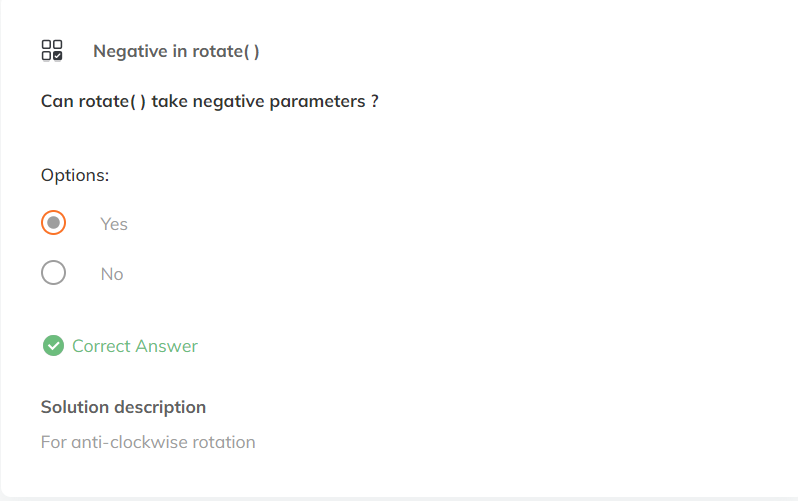 Negative in rotate( )
Can rotate( ) take negative parameters ?
Options:
Yes
No
Correct Answer
Solution description
For anti-clockwise rotation